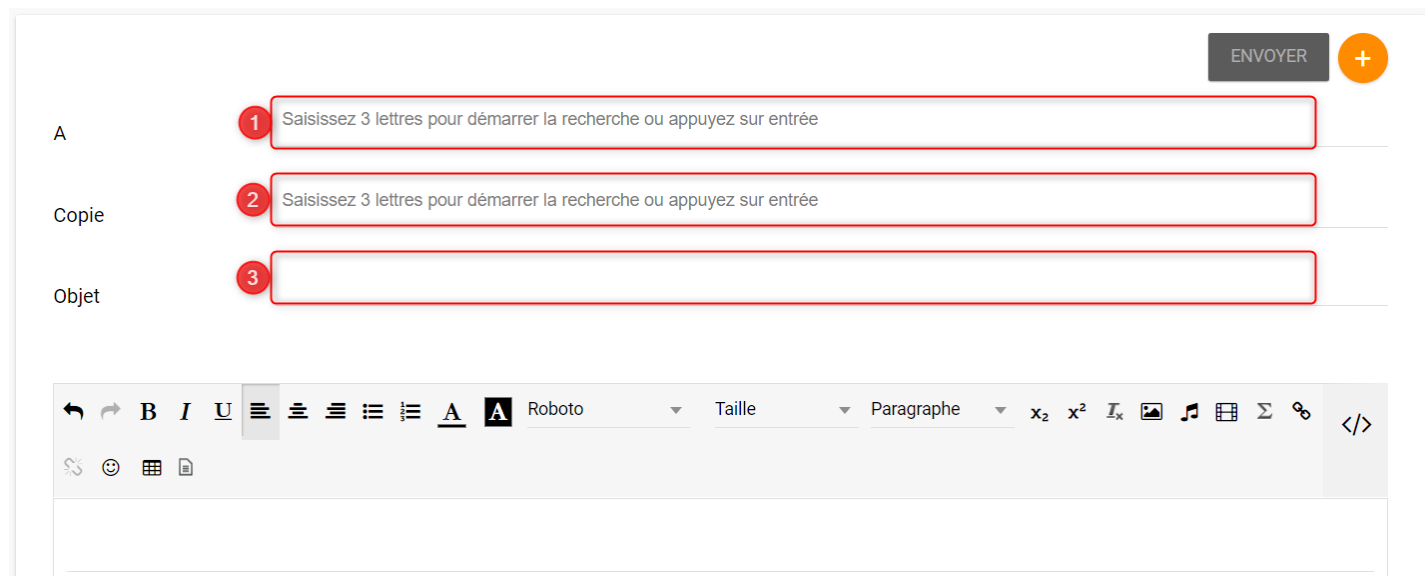 ENVOYER +
A 1 Saisissez 3 lettres pour démarrer la recherche ou appuyez sur entrée
Copie 2 Saisissez 3 lettres pour démarrer la recherche ou appuyez sur entrée
Objet 3
B I U A A Roboto Taille Paragraphe x₂ x² Ix Σ </>